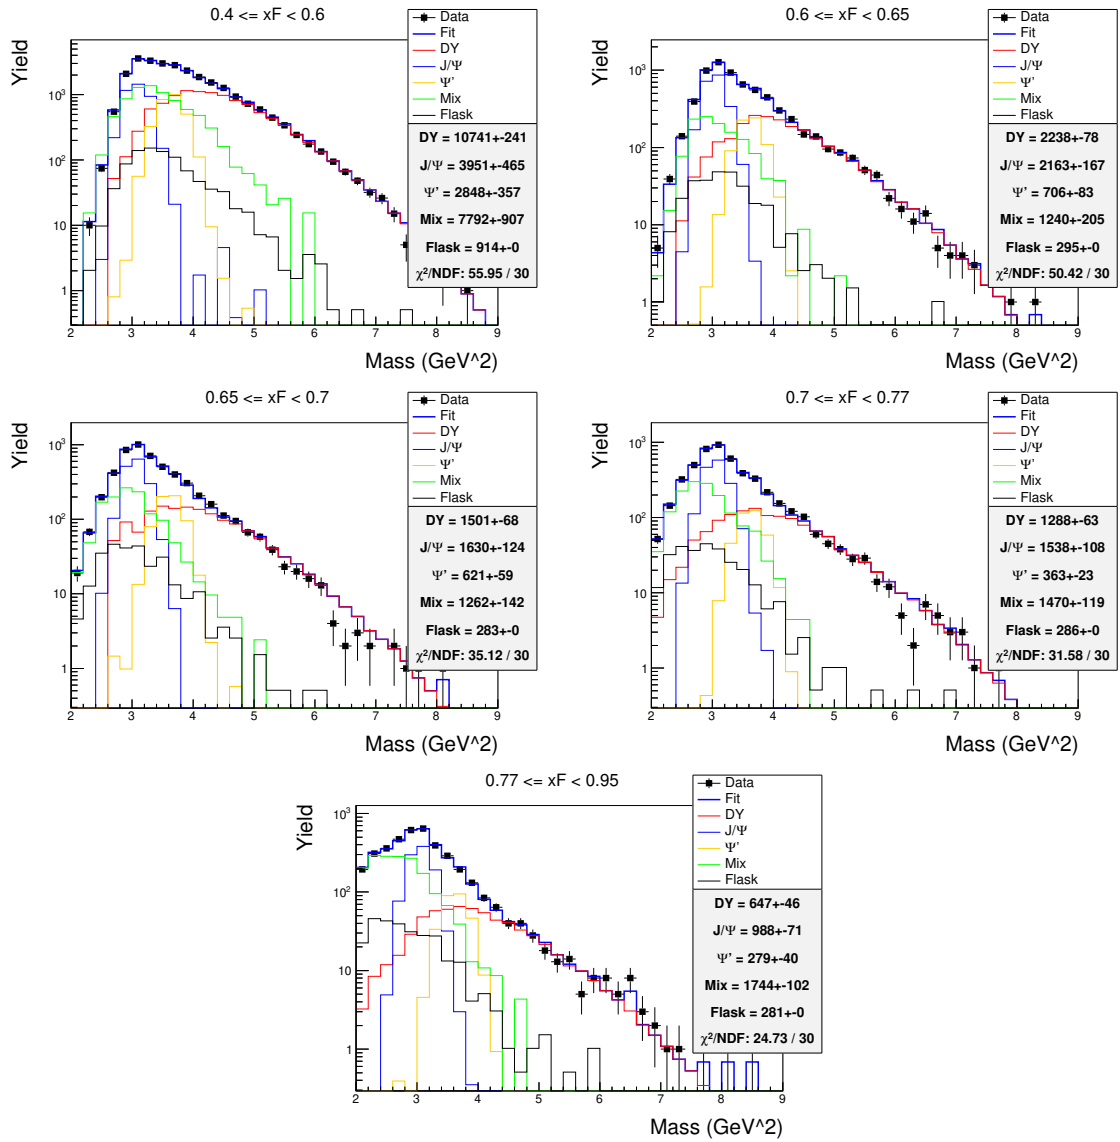 0.4 <= xF < 0.6
Yield
10³
10²
10
1
2 3 4 5 6 7 8 9
Mass (GeV^2)
Data
Fit
DY
J/Ψ
Ψ'
Mix
Flask
DY = 10741+-241
J/Ψ = 3951+-465
Ψ' = 2848+-357
Mix = 7792+-907
Flask = 914+-0
χ²/NDF: 55.95 / 30
0.6 <= xF < 0.65
Yield
10³
10²
10
1
2 3 4 5 6 7 8 9
Mass (GeV^2)
Data
Fit
DY
J/Ψ
Ψ'
Mix
Flask
DY = 2238+-78
J/Ψ = 2163+-167
Ψ' = 706+-83
Mix = 1240+-205
Flask = 295+-0
χ²/NDF: 50.42 / 30
0.65 <= xF < 0.7
Yield
10³
10²
10
1
2 3 4 5 6 7 8 9
Mass (GeV^2)
Data
Fit
DY
J/Ψ
Ψ'
Mix
Flask
DY = 1501+-68
J/Ψ = 1630+-124
Ψ' = 621+-59
Mix = 1262+-142
Flask = 283+-0
χ²/NDF: 35.12 / 30
0.7 <= xF < 0.77
Yield
10³
10²
10
1
2 3 4 5 6 7 8 9
Mass (GeV^2)
Data
Fit
DY
J/Ψ
Ψ'
Mix
Flask
DY = 1288+-63
J/Ψ = 1538+-108
Ψ' = 363+-23
Mix = 1470+-119
Flask = 286+-0
χ²/NDF: 31.58 / 30
0.77 <= xF < 0.95
Yield
10³
10²
10
1
2 3 4 5 6 7 8 9
Mass (GeV^2)
Data
Fit
DY
J/Ψ
Ψ'
Mix
Flask
DY = 647+-46
J/Ψ = 988+-71
Ψ' = 279+-40
Mix = 1744+-102
Flask = 281+-0
χ²/NDF: 24.73 / 30